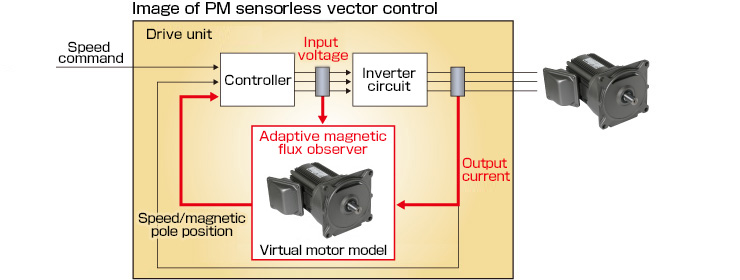 Image of PM sensorless vector control
Drive unit
Speed
command
Input
voltage
Controller
Inverter
circuit
Adaptive magnetic
flux observer
Output
current
Speed/magnetic
pole position
Virtual motor model